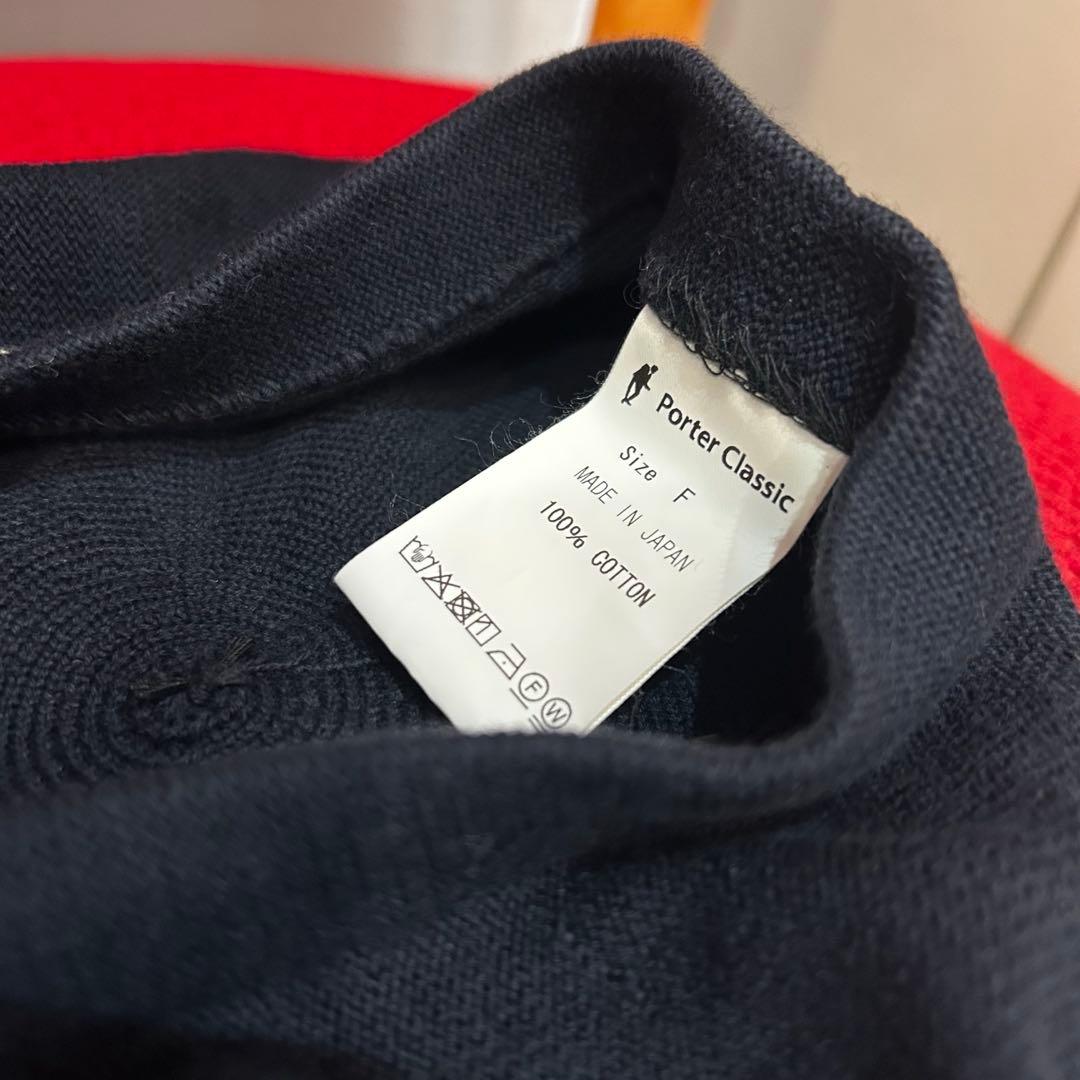 Porter Classic
Size F
MADE IN JAPAN
100% COTTON
F W